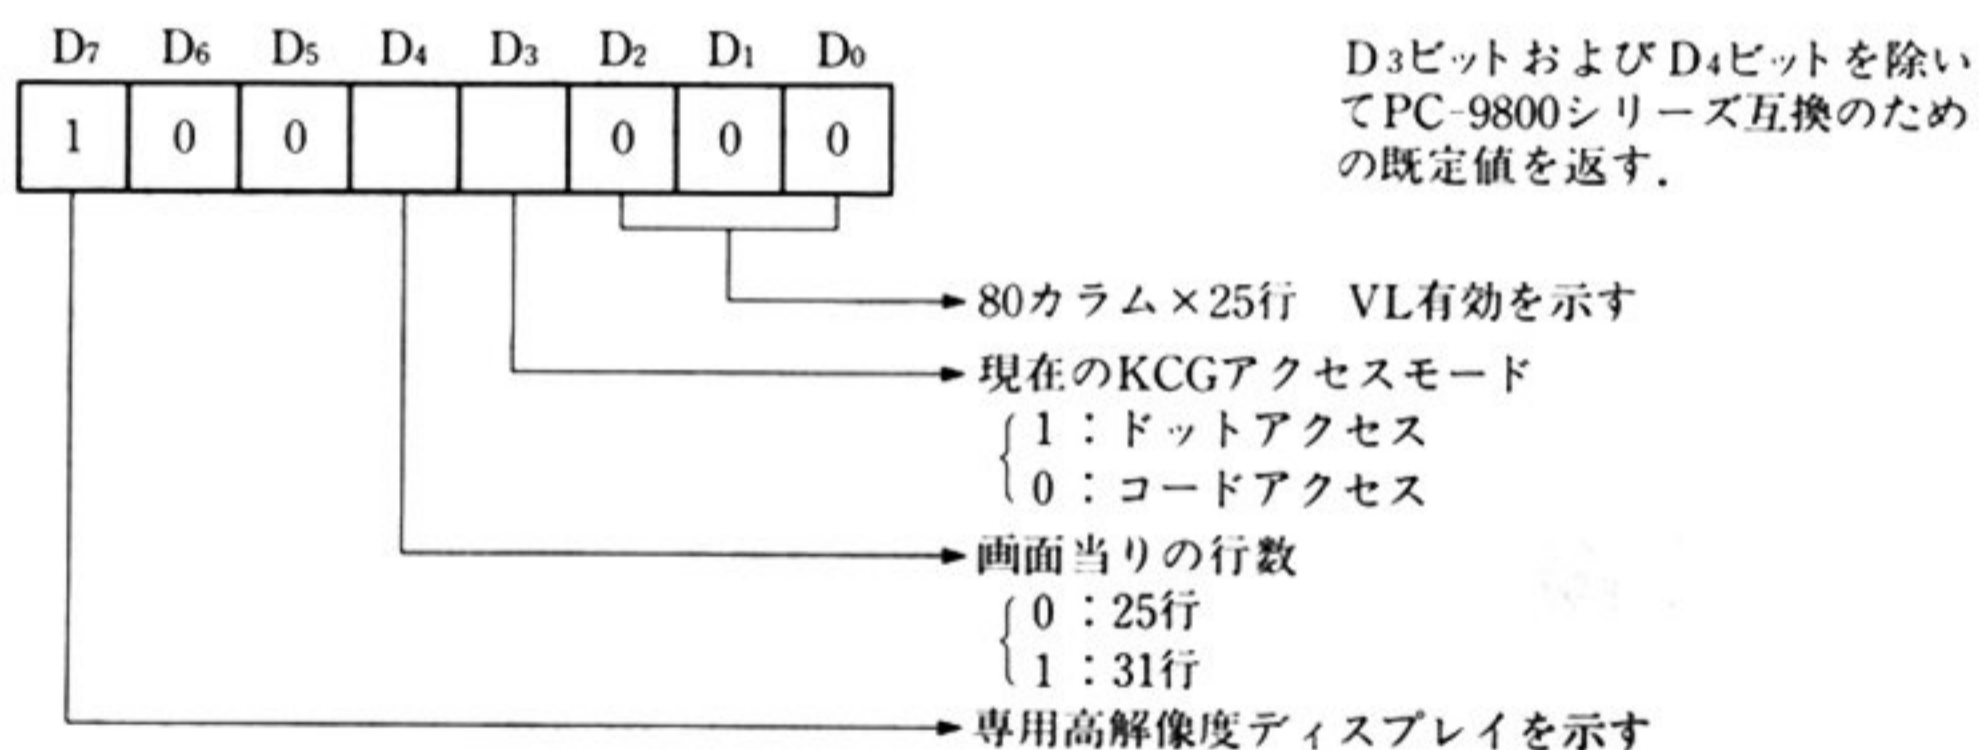 D7 D6 D5 D4 D3 D2 D1 D0
1 0 0 0 0 0
D3ビットおよびD4ビットを除い
てPC-9800シリーズ互換のため
の既定値を返す.
80カラム×25行 VL有効を示す
現在のKCGアクセスモード
1：ドットアクセス
0：コードアクセス
画面当りの行数
0：25行
1：31行
専用高解像度ディスプレイを示す